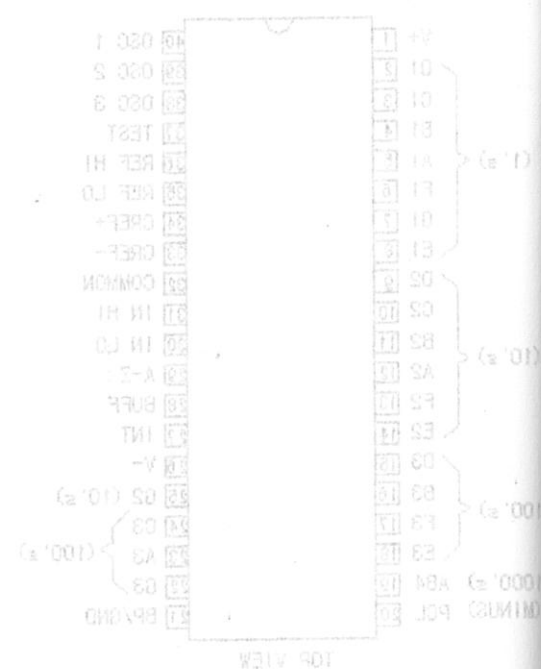 V+ 1 40 OSC 1
D1 2 39 OSC 2
C1 3 38 OSC 3
B1 4 37 TEST
(1's) A1 5 36 REF HI
F1 6 35 REF LO
G1 7 34 CREF+
E1 8 33 CREF-
D2 9 32 COMMON
C2 10 31 IN HI
B2 11 30 IN LO
(10's) A2 12 29 A-Z
F2 13 28 BUFF
E2 14 27 INT
D3 15 26 V-
B3 16 25 G2 (10's)
100's) F3 17 24 C3
E3 18 23 A3 (100's)
1000's) AB4 19 22 G3
(MINUS) POL 20 21 BP/GND
TOP VIEW